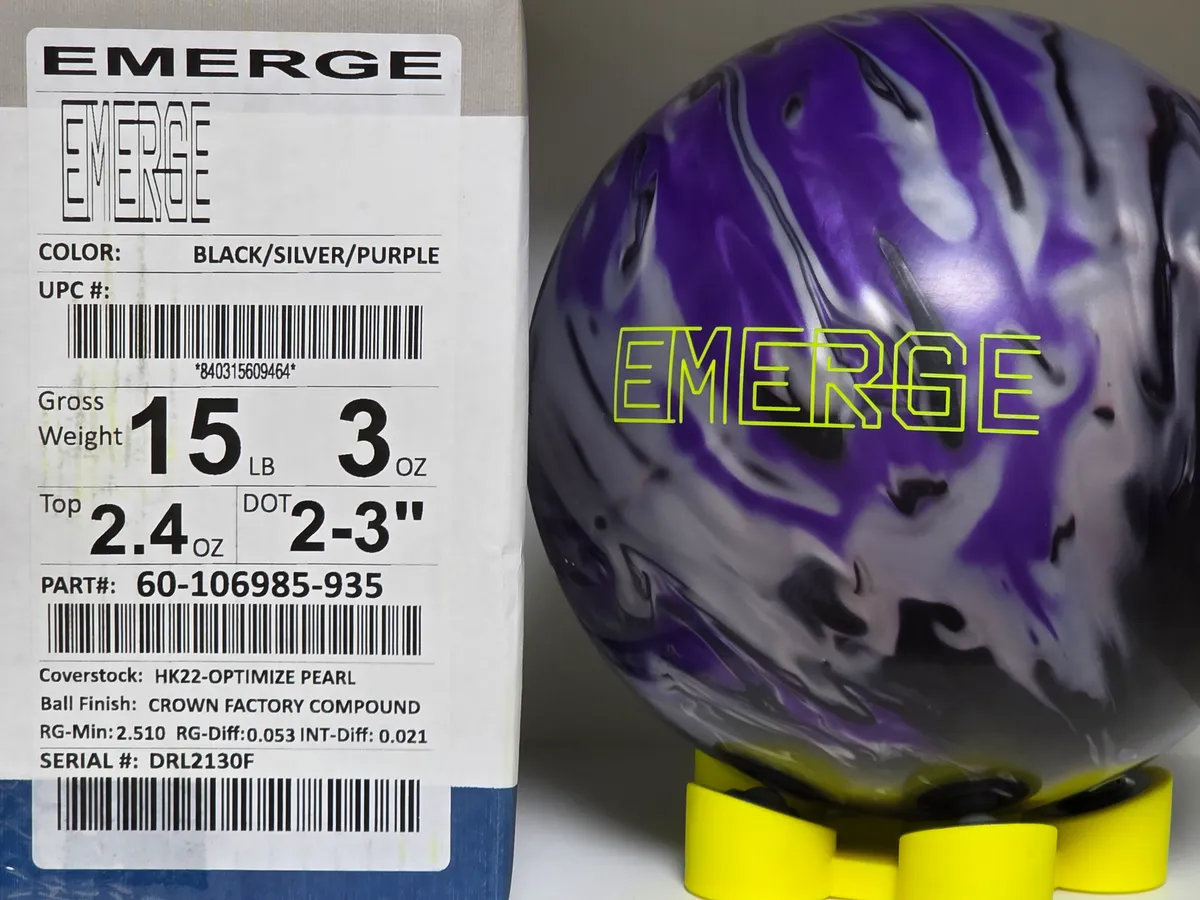 EMERGE
EMERGE
COLOR: BLACK/SILVER/PURPLE
UPC #:
*840315609464*
Gross Weight 15 LB 3 OZ
Top 2.4 OZ DOT 2-3"
PART#: 60-106985-935
Coverstock: HK22-OPTIMIZE PEARL
Ball Finish: CROWN FACTORY COMPOUND
RG-Min: 2.510 RG-Diff: 0.053 INT-Diff: 0.021
SERIAL #: DRL2130F
EMERGE